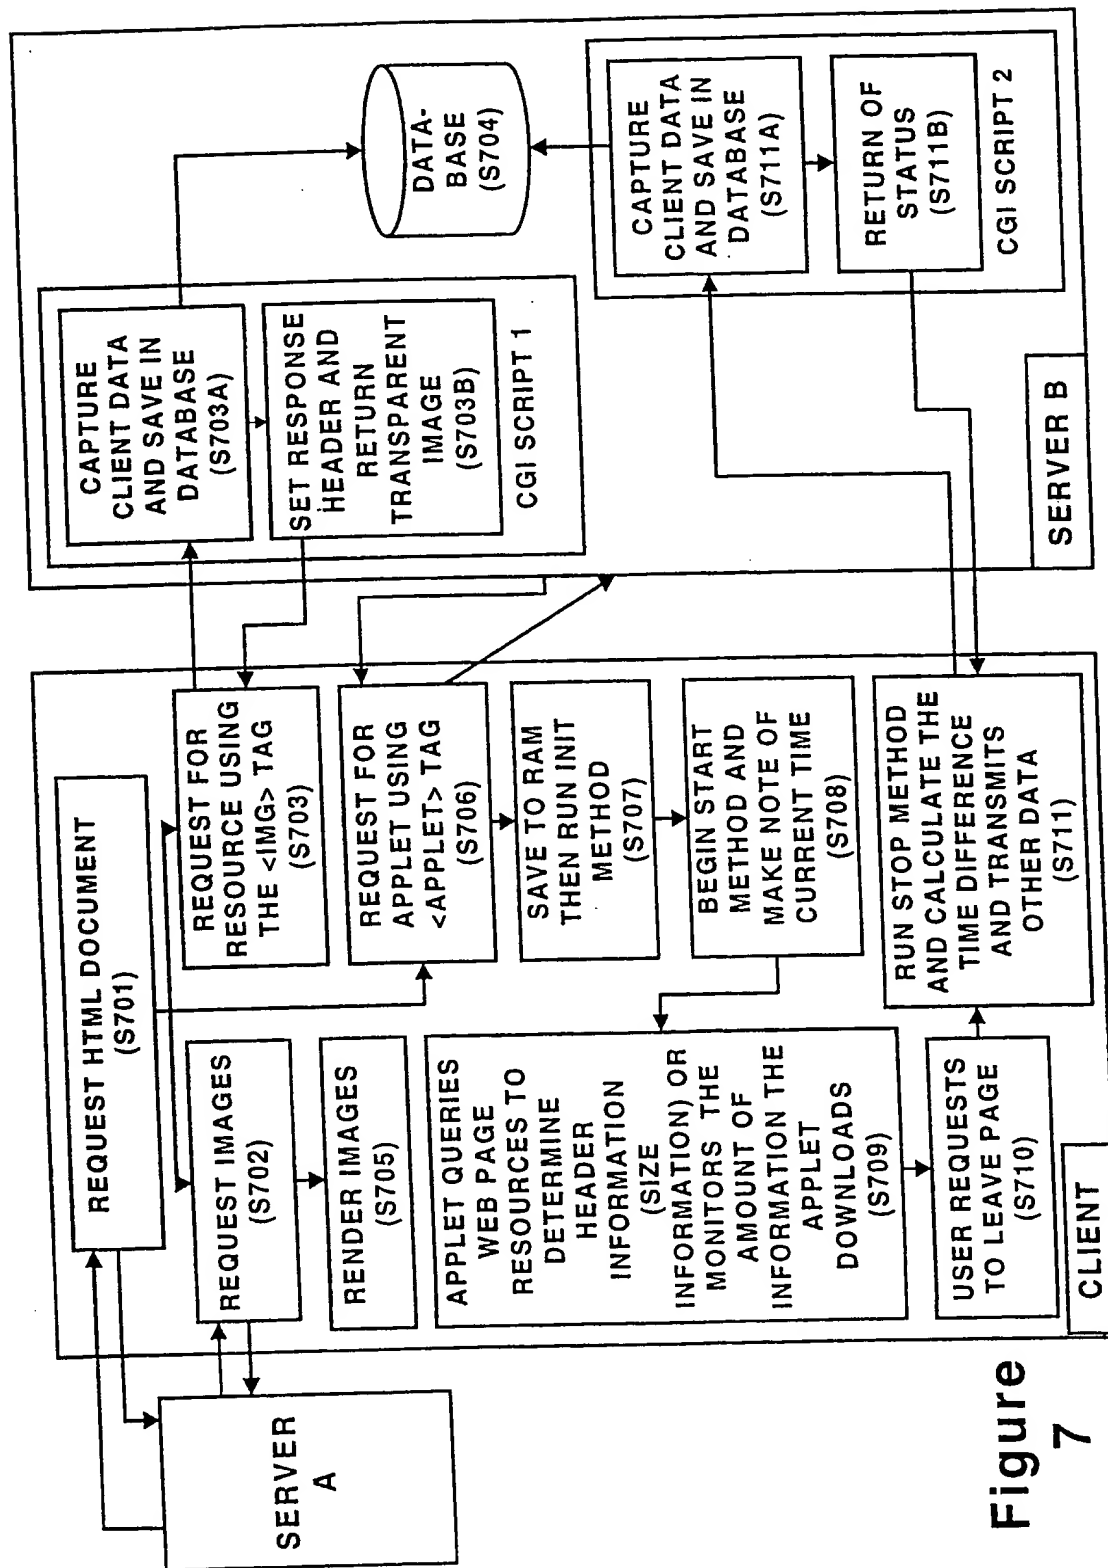 REQUEST HTML DOCUMENT
(S701)
SERVER
A
REQUEST IMAGES
(S702)
RENDER IMAGES
(S705)
REQUEST FOR
RESOURCE USING
THE <IMG> TAG
(S703)
REQUEST FOR
APPLET USING
<APPLET> TAG
(S706)
SAVE TO RAM
THEN RUN INIT
METHOD
(S707)
BEGIN START
METHOD AND
MAKE NOTE OF
CURRENT TIME
(S708)
APPLET QUERIES
WEB PAGE
RESOURCES TO
DETERMINE
HEADER
INFORMATION
(SIZE
INFORMATION) OR
MONITORS THE
AMOUNT OF
INFORMATION THE
APPLET
DOWNLOADS
(S709)
USER REQUESTS
TO LEAVE PAGE
(S710)
RUN STOP METHOD
AND CALCULATE THE
TIME DIFFERENCE
AND TRANSMITS
OTHER DATA
(S711)
CLIENT
CAPTURE
CLIENT DATA
AND SAVE IN
DATABASE
(S703A)
SET RESPONSE
HEADER AND
RETURN
TRANSPARENT
IMAGE
(S703B)
CGI SCRIPT 1
DATA-
BASE
(S704)
CAPTURE
CLIENT DATA
AND SAVE IN
DATABASE
(S711A)
RETURN OF
STATUS
(S711B)
CGI SCRIPT 2
SERVER B
Figure
7